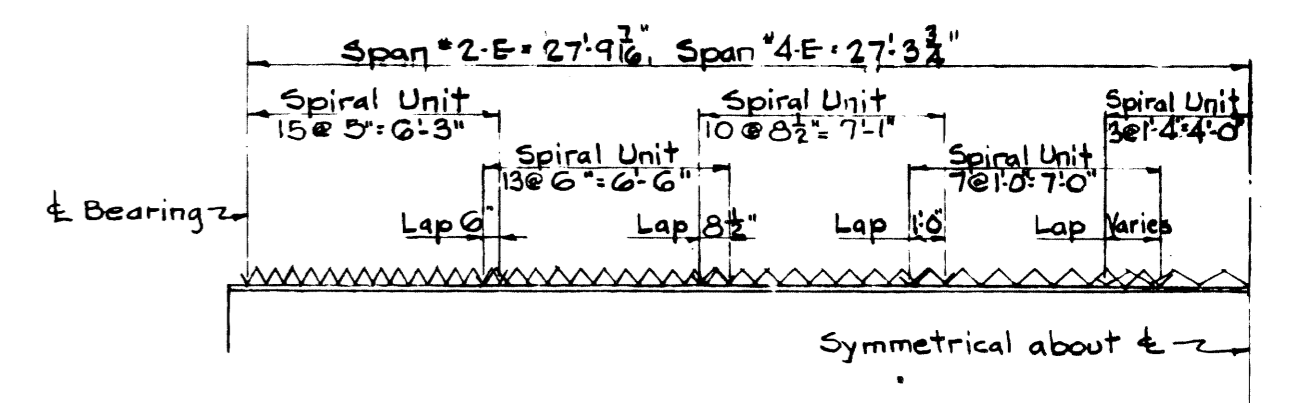 Span #2-E = 27'-9 7/16", Span #4-E = 27'-3 3/4"
Spiral Unit
15 @ 5" = 6'-3"
Spiral Unit
10 @ 8 1/2" = 7'-1"
Spiral Unit
3@1'-4"=4'-0"
Spiral Unit
13@ 6" = 6'-6"
Spiral Unit
7@1'-0"=7'-0"
℄ Bearing
Lap 6"
Lap 8 1/2"
Lap 1'-0"
Lap Varies
Symmetrical about ℄